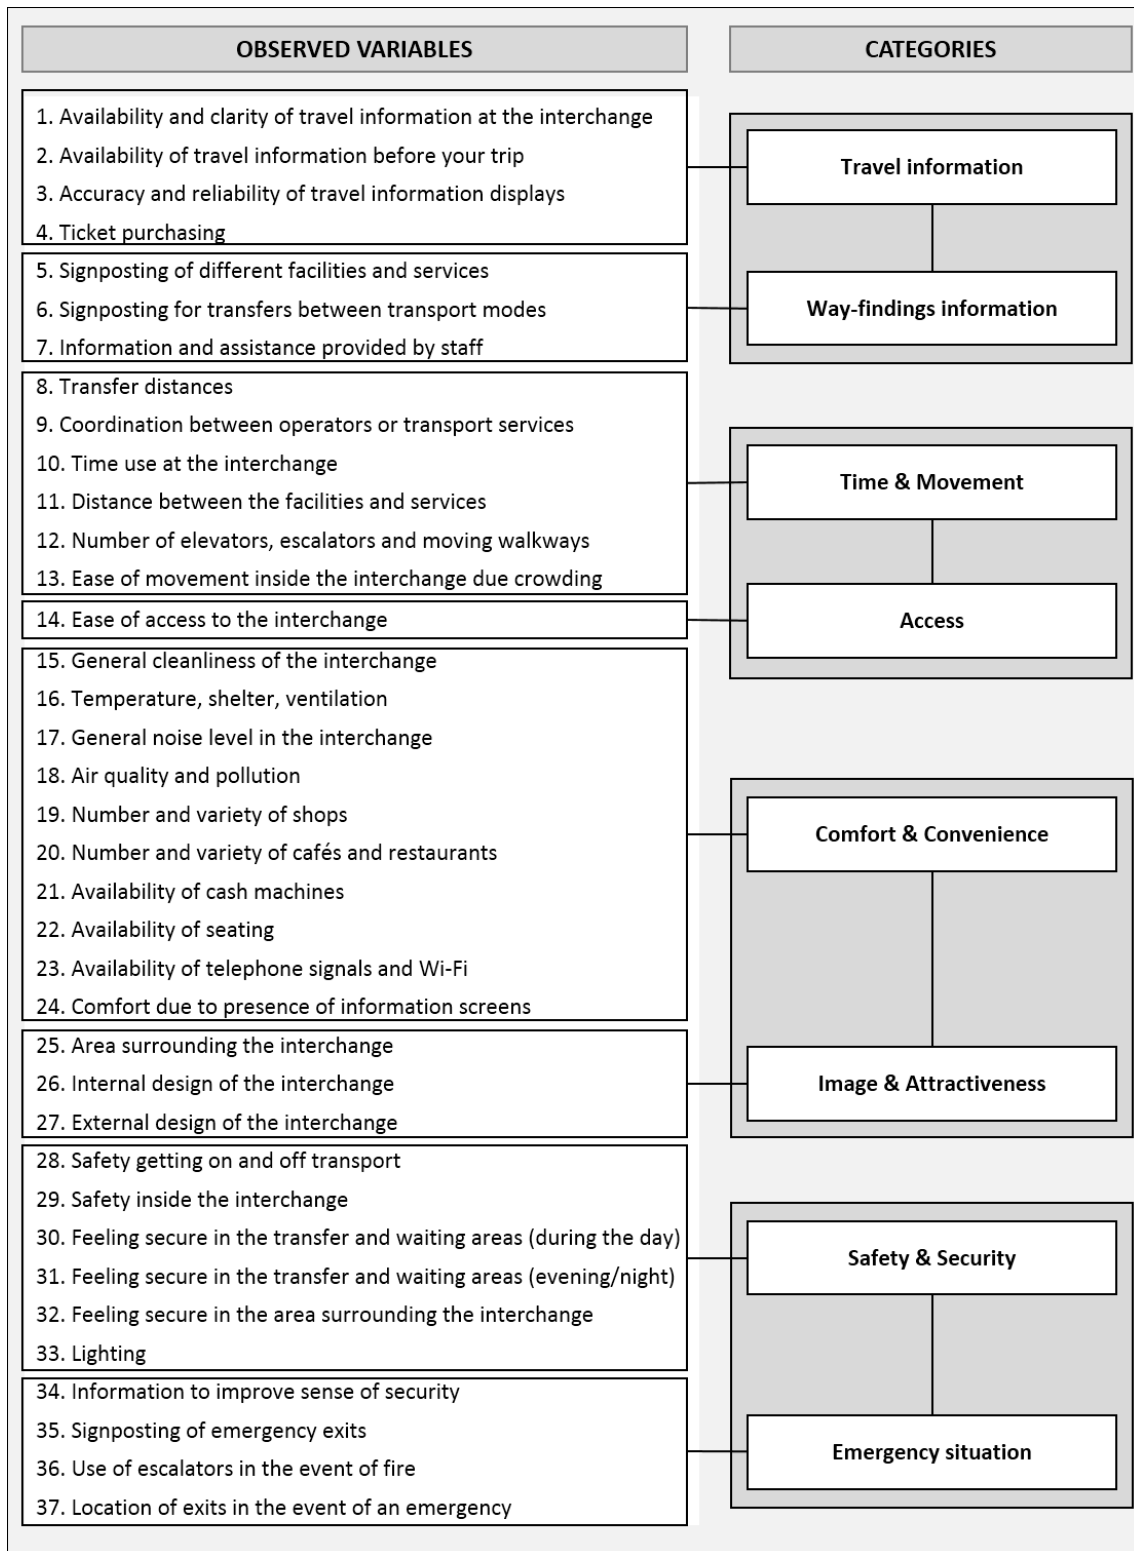 OBSERVED VARIABLES
CATEGORIES
1. Availability and clarity of travel information at the interchange
2. Availability of travel information before your trip
3. Accuracy and reliability of travel information displays
4. Ticket purchasing
Travel information
5. Signposting of different facilities and services
6. Signposting for transfers between transport modes
7. Information and assistance provided by staff
Way-findings information
8. Transfer distances
9. Coordination between operators or transport services
10. Time use at the interchange
11. Distance between the facilities and services
12. Number of elevators, escalators and moving walkways
13. Ease of movement inside the interchange due crowding
Time & Movement
14. Ease of access to the interchange
Access
15. General cleanliness of the interchange
16. Temperature, shelter, ventilation
17. General noise level in the interchange
18. Air quality and pollution
19. Number and variety of shops
20. Number and variety of cafés and restaurants
21. Availability of cash machines
22. Availability of seating
23. Availability of telephone signals and Wi-Fi
24. Comfort due to presence of information screens
Comfort & Convenience
25. Area surrounding the interchange
26. Internal design of the interchange
27. External design of the interchange
Image & Attractiveness
28. Safety getting on and off transport
29. Safety inside the interchange
30. Feeling secure in the transfer and waiting areas (during the day)
31. Feeling secure in the transfer and waiting areas (evening/night)
32. Feeling secure in the area surrounding the interchange
33. Lighting
Safety & Security
34. Information to improve sense of security
35. Signposting of emergency exits
36. Use of escalators in the event of fire
37. Location of exits in the event of an emergency
Emergency situation